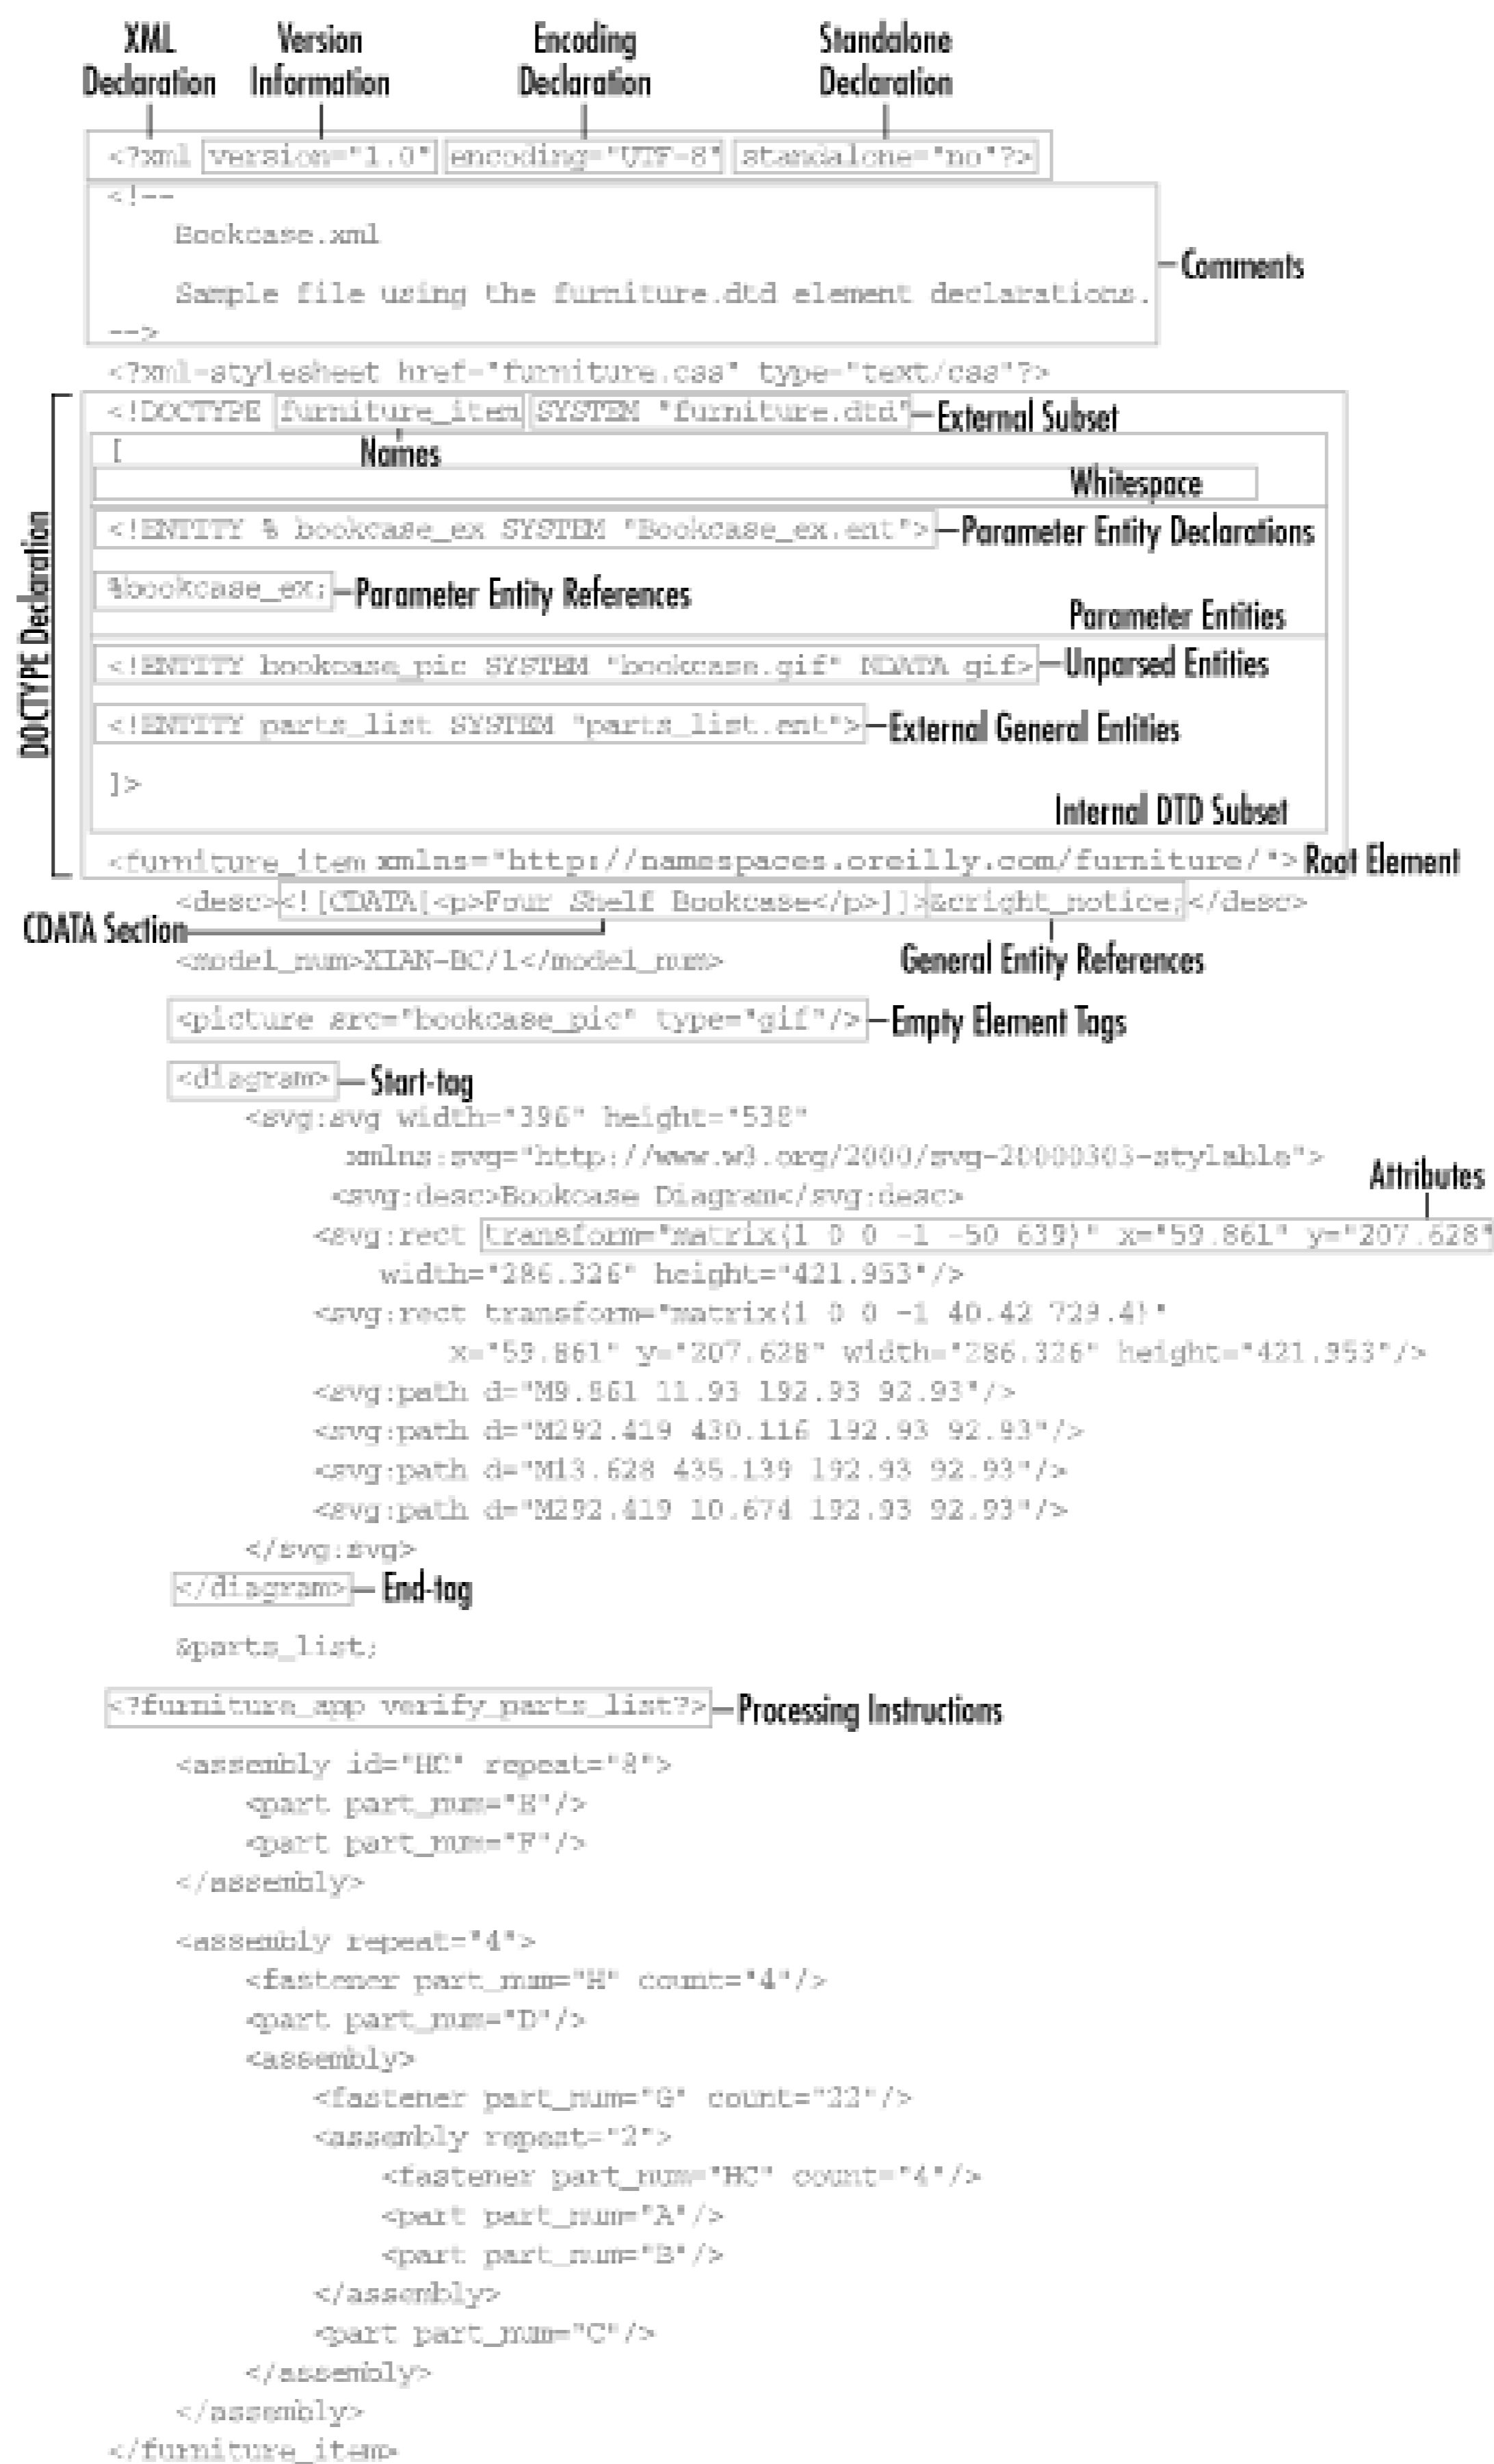 XML Version Encoding Standalone
Declaration Information Declaration Declaration
<?xml version="1.0" encoding="UTF-8" standalone="no"?>
<!--
Bookcase.xml
Comments
Sample file using the furniture.dtd element declarations.
-->
<?xml-stylesheet href="furniture.css" type="text/css"?>
DOCTYPE Declaration
<!DOCTYPE furniture_item SYSTEM "furniture.dtd" External Subset
[ Names
Whitespace
<!ENTITY % bookcase_ex SYSTEM "Bookcase_ex.ent"> Parameter Entity Declarations
%bookcase_ex; Parameter Entity References
Parameter Entities
<!ENTITY bookcase_pic SYSTEM "bookcase.gif" NDATA gif> Unparsed Entities
<!ENTITY parts_list SYSTEM "parts_list.ent"> External General Entities
]>
Internal DTD Subset
<furniture_item xmlns="http://namespaces.oreilly.com/furniture/"> Root Element
<desc><![CDATA[<p>Four Shelf Bookcase</p>]]>&cright_notice;</desc>
CDATA Section
<model_num>XIAN-BC/1</model_num> General Entity References
<picture src="bookcase_pic" type="gif"/> Empty Element Tags
<diagram> Start-tag
<svg:svg width="396" height="538"
xmlns:svg="http://www.w3.org/2000/svg-20000303-stylable">
Attributes
<svg:desc>Bookcase Diagram</svg:desc>
<svg:rect transform="matrix(1 0 0 -1 -50 639)" x="59.861" y="207.628"
width="286.326" height="421.953"/>
<svg:rect transform="matrix(1 0 0 -1 40.42 729.4)"
x="59.861" y="207.628" width="286.326" height="421.953"/>
<svg:path d="M9.861 11.93 192.93 92.93"/>
<svg:path d="M292.419 430.116 192.93 92.93"/>
<svg:path d="M13.628 435.139 192.93 92.93"/>
<svg:path d="M292.419 10.674 192.93 92.93"/>
</svg:svg>
</diagram> End-tag
&parts_list;
<?furniture_app verify_parts_list?> Processing Instructions
<assembly id="HC" repeat="8">
<part part_num="E"/>
<part part_num="F"/>
</assembly>
<assembly repeat="4">
<fastener part_num="H" count="4"/>
<part part_num="D"/>
<assembly>
<fastener part_num="G" count="22"/>
<assembly repeat="2">
<fastener part_num="HC" count="4"/>
<part part_num="A"/>
<part part_num="B"/>
</assembly>
<part part_num="C"/>
</assembly>
</assembly>
</furniture_item>